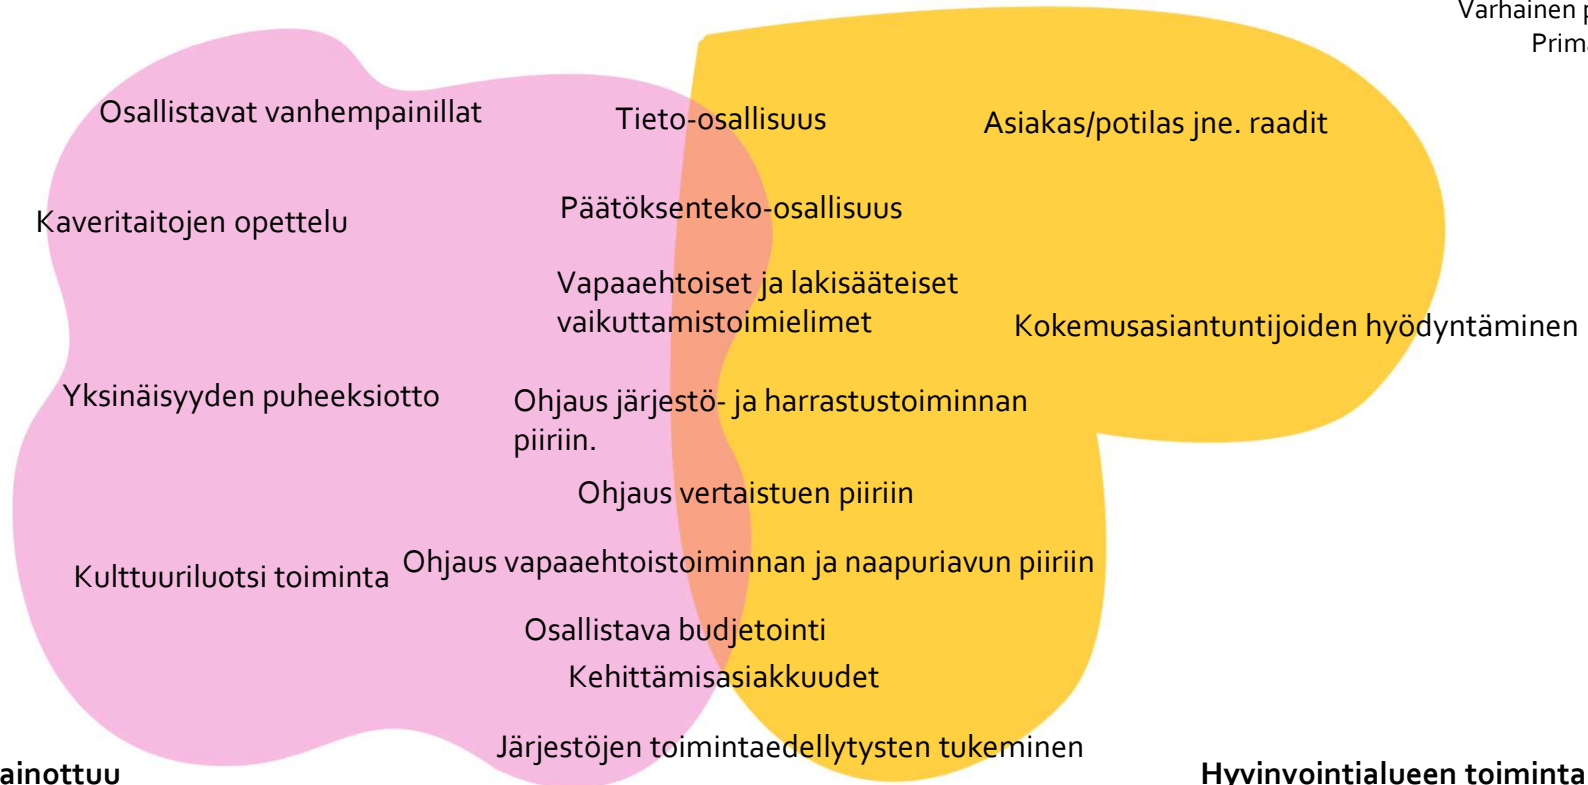 Varhainen
Osallistavat vanhempainillat
Tieto-osallisuus
Asiakas/potilas jne. raadit
Kaveritaitojen opettelu
Päätöksenteko-osallisuus
Vapaaehtoiset ja lakisääteiset
vaikuttamistoimielimet
Kokemusasiantuntijoiden hyödyntäminen
Yksinäisyyden puheeksiotto
Ohjaus järjestö- ja harrastustoiminnan
piiriin.
Ohjaus vertaistuen piiriin
Kulttuuriluotsi toiminta
Ohjaus vapaaehtoistoiminnan ja naapuriavun piiriin
Osallistava budjetointi
Kehittämisasiakkuudet
Järjestöjen toimintaedellytysten tukeminen
ainottuu
Hyvinvointialueen toiminta